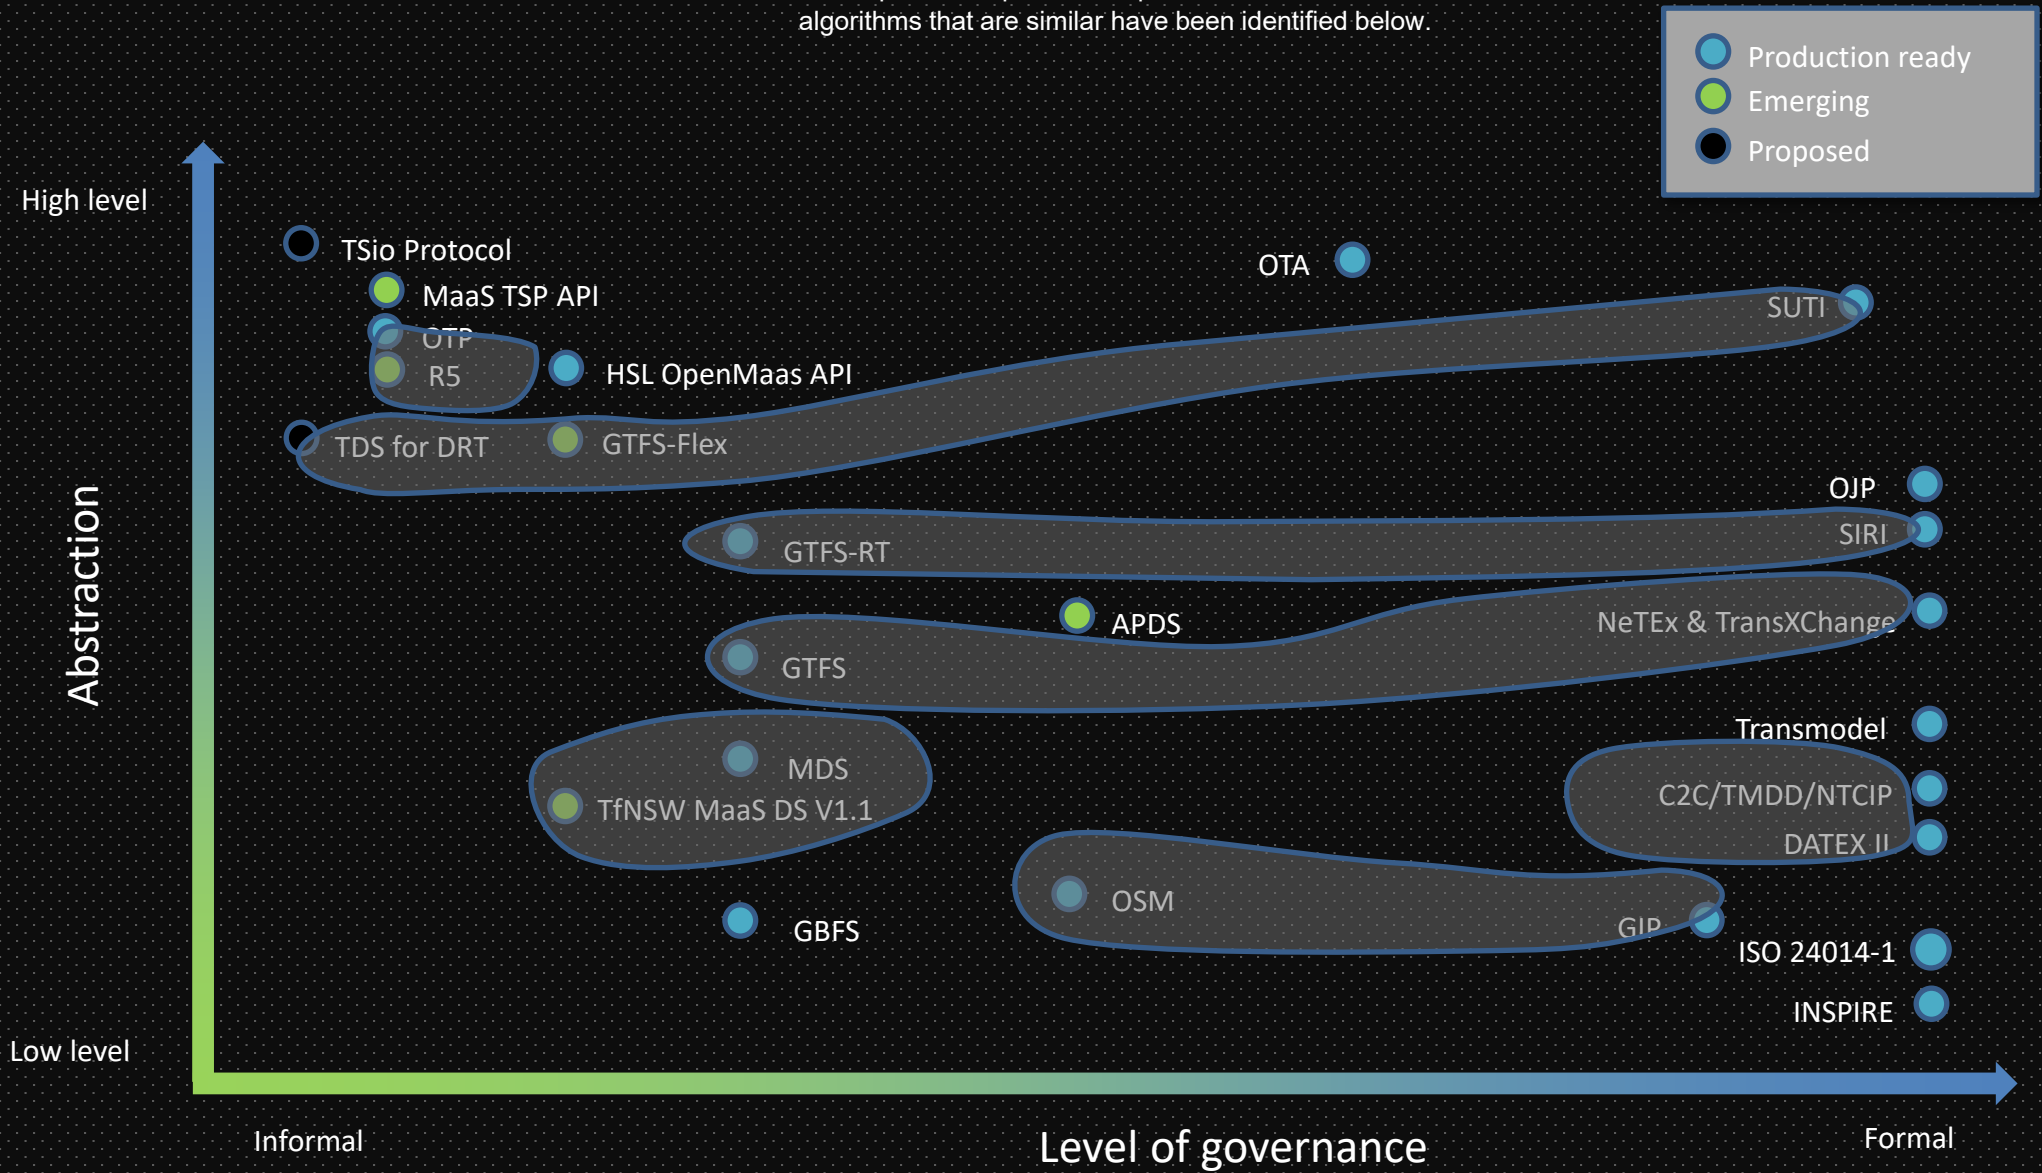 algorithms that are similar have been identified below.
Production ready
Emerging
Proposed
High level
TSio Protocol
OTA
MaaS TSP API
SUTI
OTP
R5
HSL OpenMaas API
TDS for DRT
GTFS-Flex
OJP
SIRI
GTFS-RT
Abstraction
APDS
NeTEx & TransXChange
GTFS
Transmodel
MDS
C2C/TMDD/NTCIP
TfNSW MaaS DS V1.1
DATEX II
OSM
GIP
GBFS
ISO 24014-1
INSPIRE
Low level
Informal
Level of governance
Formal